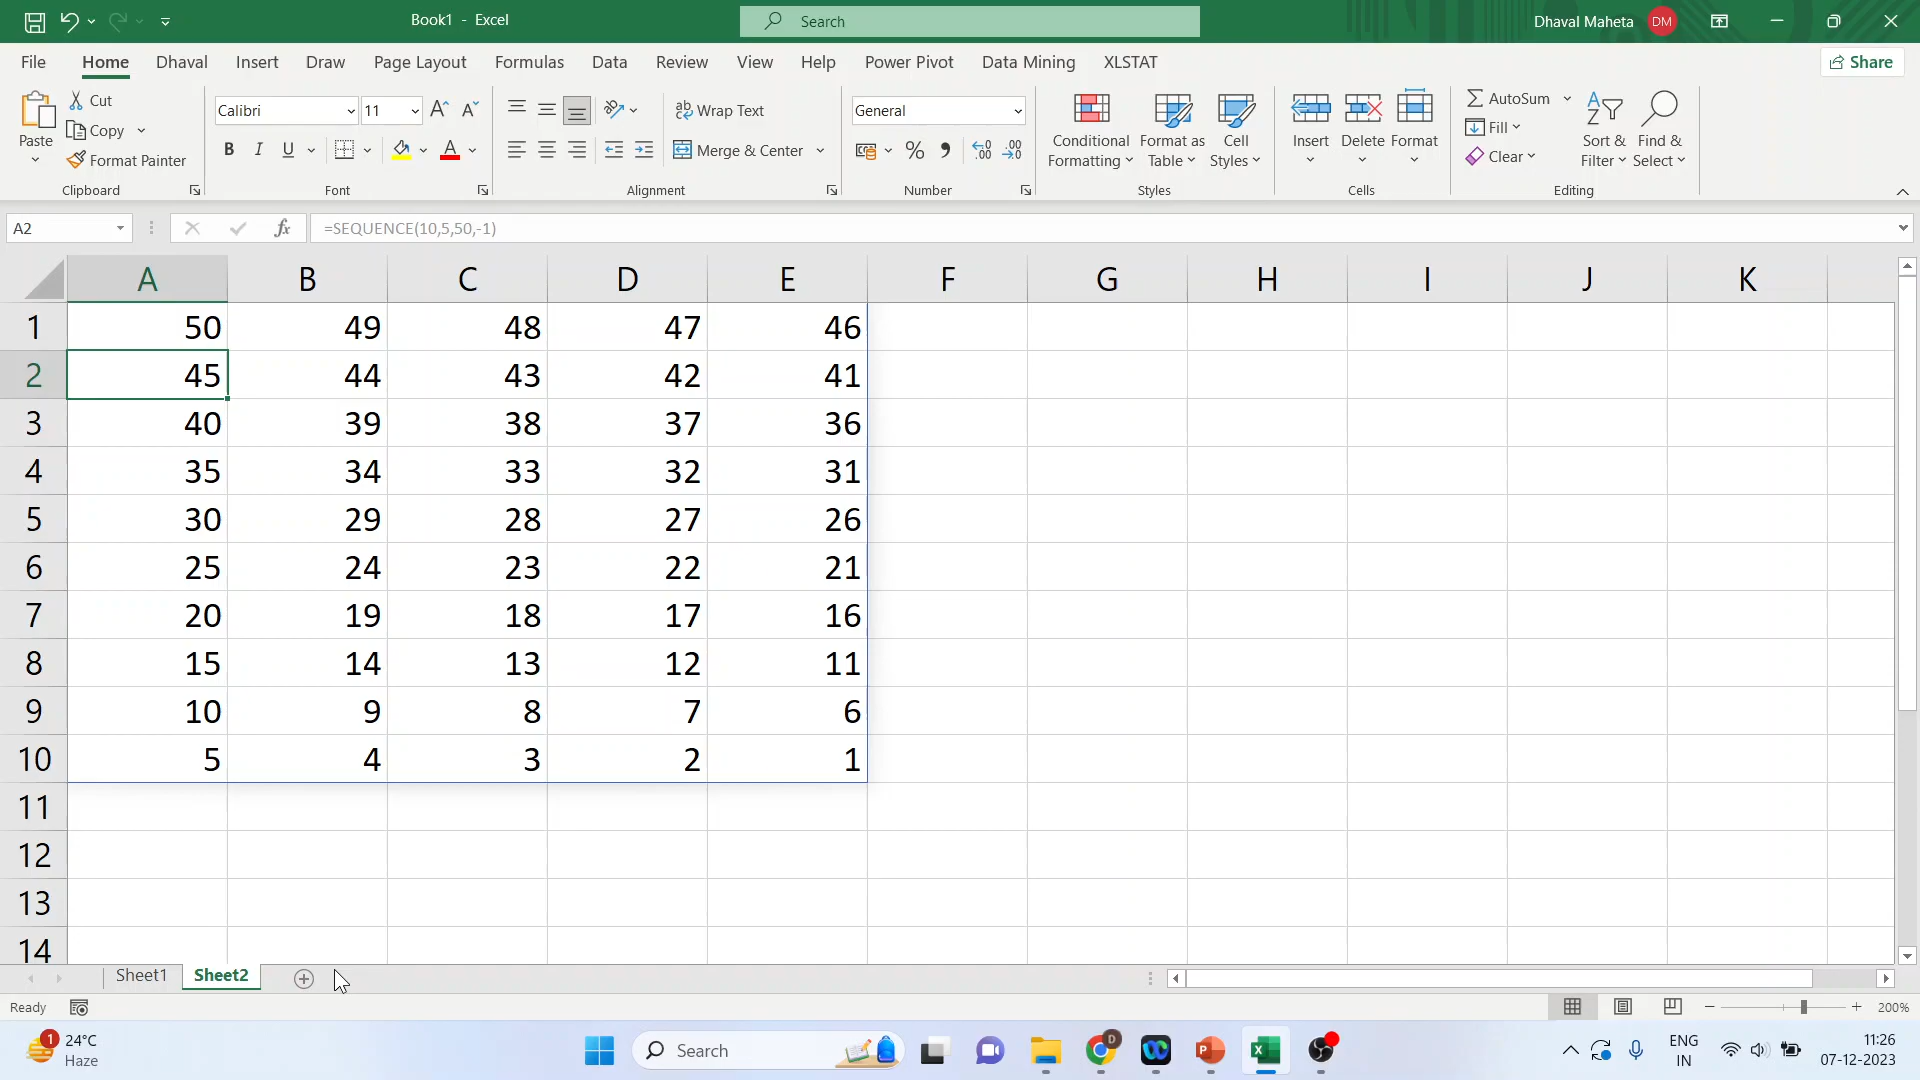 Book1 - Excel
Search
Dhaval Maheta
DM
File Home Dhaval Insert Draw Page Layout Formulas Data Review View Help Power Pivot Data Mining XLSTAT
Share
Paste
Cut
Copy
Format Painter
Clipboard
Calibri 11
B I U
A
Font
ab Wrap Text
Merge & Center
Alignment
General
Number
Conditional Formatting
Format as Table
Cell Styles
Styles
Insert
Delete
Format
Cells
AutoSum
Fill
Clear
Sort & Filter
Find & Select
Editing
A2
fx
=SEQUENCE(10,5,50,-1)
A B C D E F G H I J K
1 50 49 48 47 46
2 45 44 43 42 41
3 40 39 38 37 36
4 35 34 33 32 31
5 30 29 28 27 26
6 25 24 23 22 21
7 20 19 18 17 16
8 15 14 13 12 11
9 10 9 8 7 6
10 5 4 3 2 1
11
12
13
14
Sheet1 Sheet2
Ready
200%
1
24°C
Haze
Search
D
ENG
IN
11:26
07-12-2023